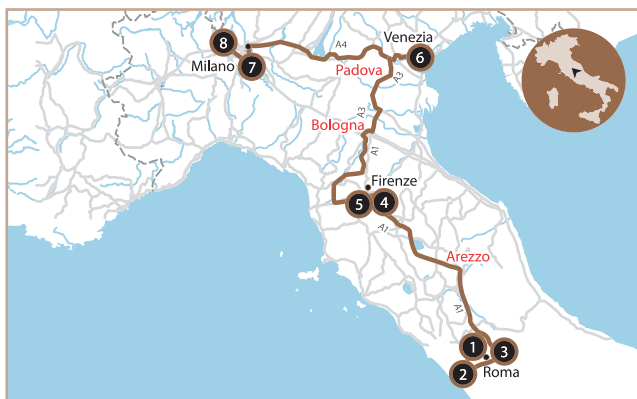 8
Milano
7
A4
Venezia
6
Padova
A3
A3
Bologna
A1
Firenze
5
4
A1
Arezzo
A1
1
3
2
Roma